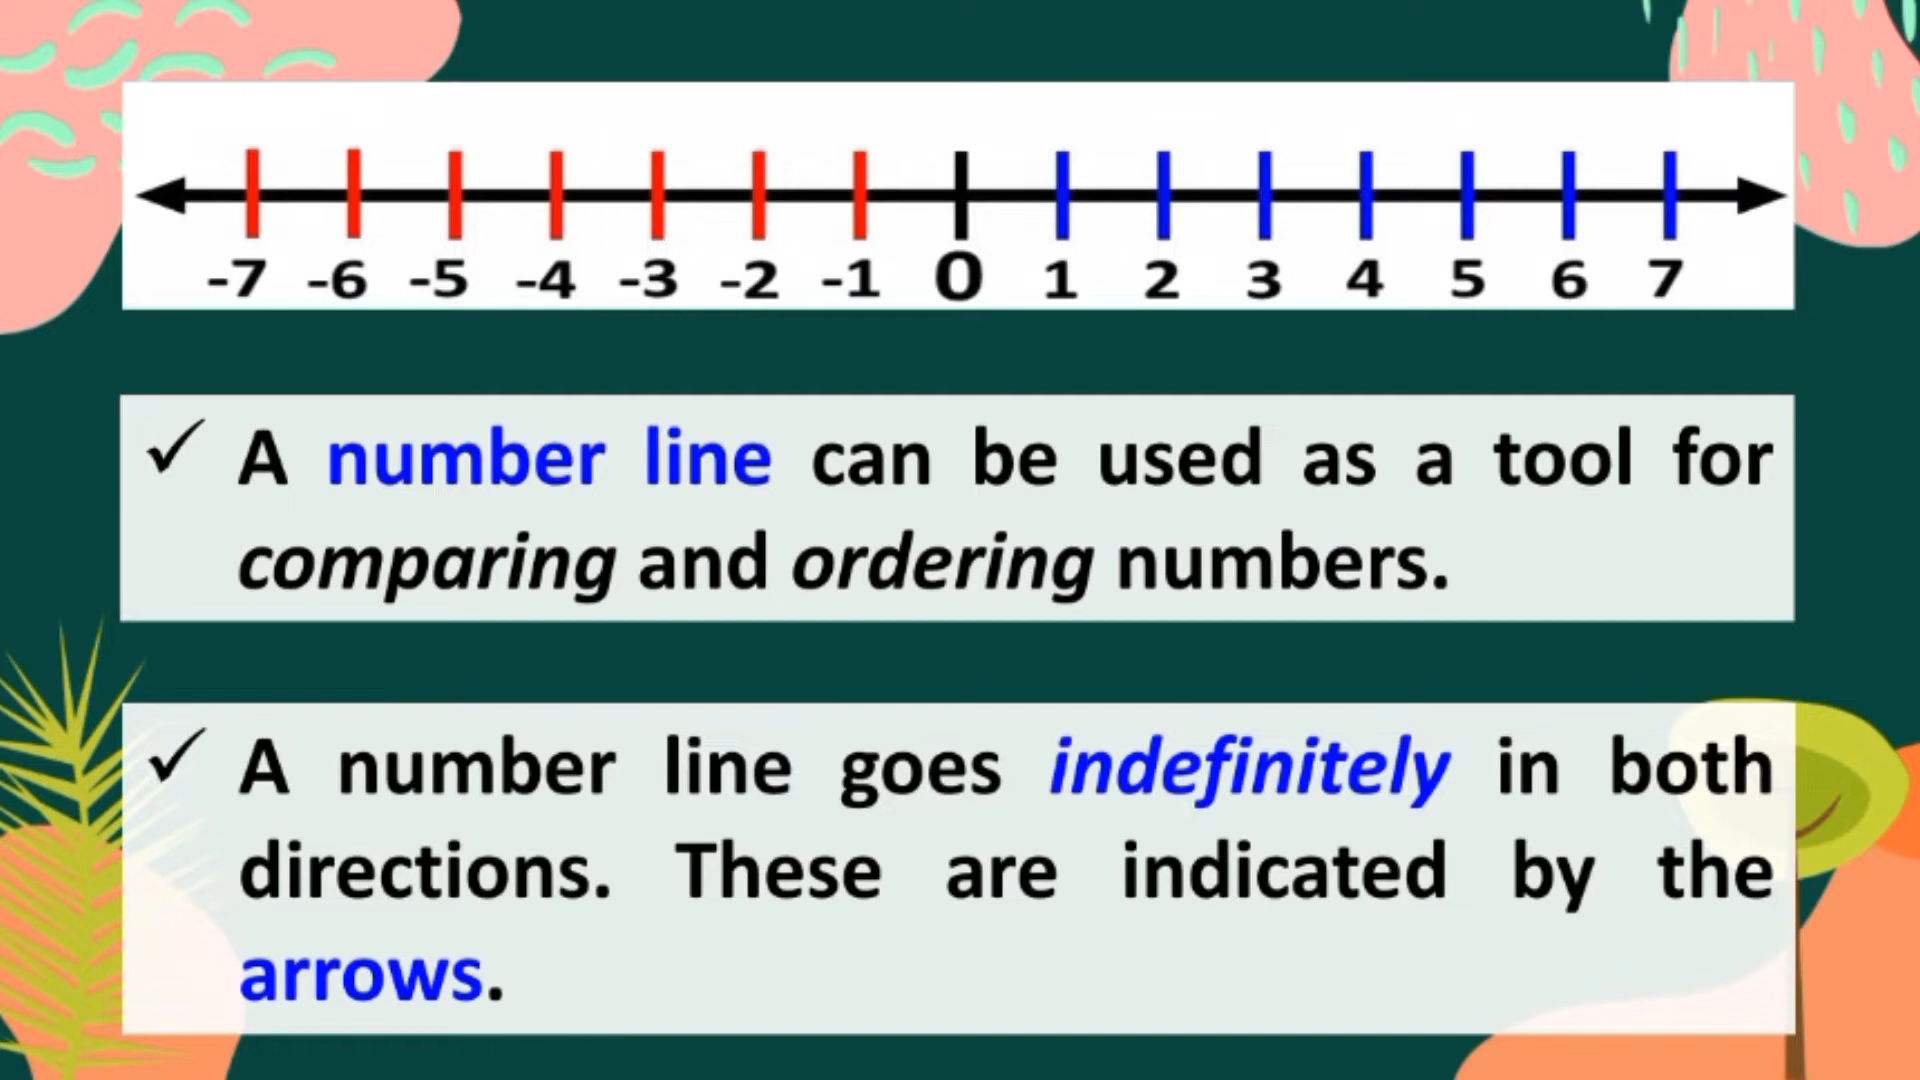 -7 -6 -5 -4 -3 -2 -1 0 1 2 3 4 5 6 7
✓ A number line can be used as a tool for
comparing and ordering numbers.
✓ A number line goes indefinitely in both
directions. These are indicated by the
arrows.